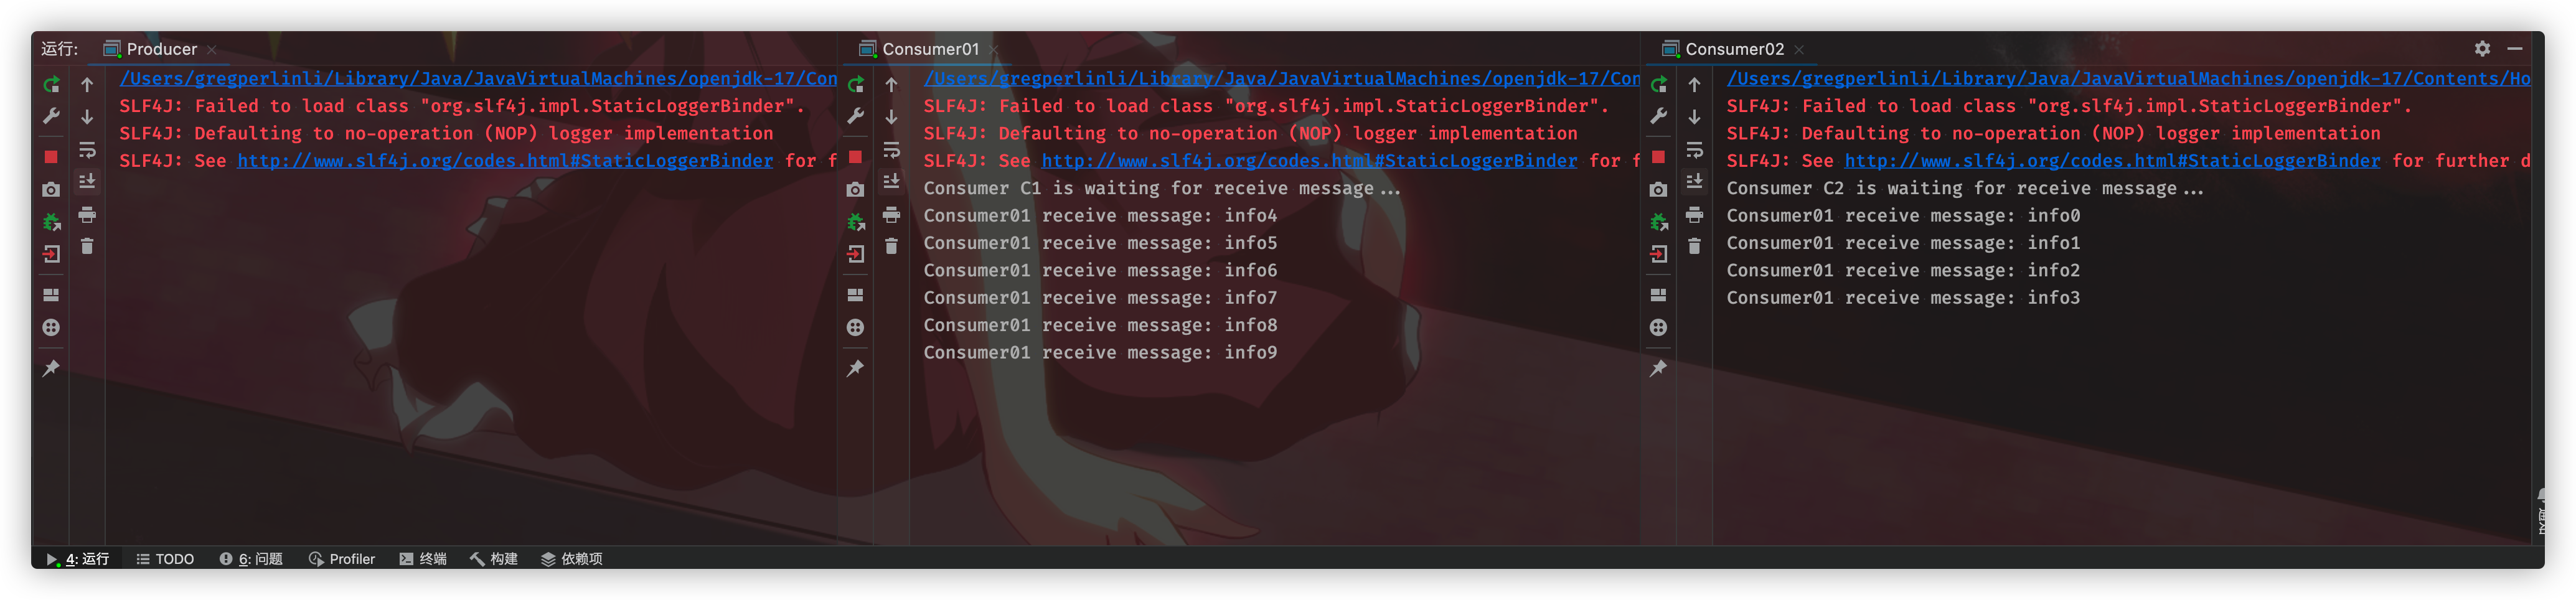 运行:
Producer
/Users/gregperlinli/Library/Java/JavaVirtualMachines/openjdk-17/Con
SLF4J: Failed to load class "org.slf4j.impl.StaticLoggerBinder".
SLF4J: Defaulting to no-operation (NOP) logger implementation
SLF4J: See http://www.slf4j.org/codes.html#StaticLoggerBinder for f
Consumer01
/Users/gregperlinli/Library/Java/JavaVirtualMachines/openjdk-17/Con
SLF4J: Failed to load class "org.slf4j.impl.StaticLoggerBinder".
SLF4J: Defaulting to no-operation (NOP) logger implementation
SLF4J: See http://www.slf4j.org/codes.html#StaticLoggerBinder for f
Consumer C1 is waiting for receive message...
Consumer01 receive message: info4
Consumer01 receive message: info5
Consumer01 receive message: info6
Consumer01 receive message: info7
Consumer01 receive message: info8
Consumer01 receive message: info9
Consumer02
/Users/gregperlinli/Library/Java/JavaVirtualMachines/openjdk-17/Contents/Ho
SLF4J: Failed to load class "org.slf4j.impl.StaticLoggerBinder".
SLF4J: Defaulting to no-operation (NOP) logger implementation
SLF4J: See http://www.slf4j.org/codes.html#StaticLoggerBinder for further d
Consumer C2 is waiting for receive message...
Consumer01 receive message: info0
Consumer01 receive message: info1
Consumer01 receive message: info2
Consumer01 receive message: info3
4: 运行
TODO
6: 问题
Profiler
终端
构建
依赖项